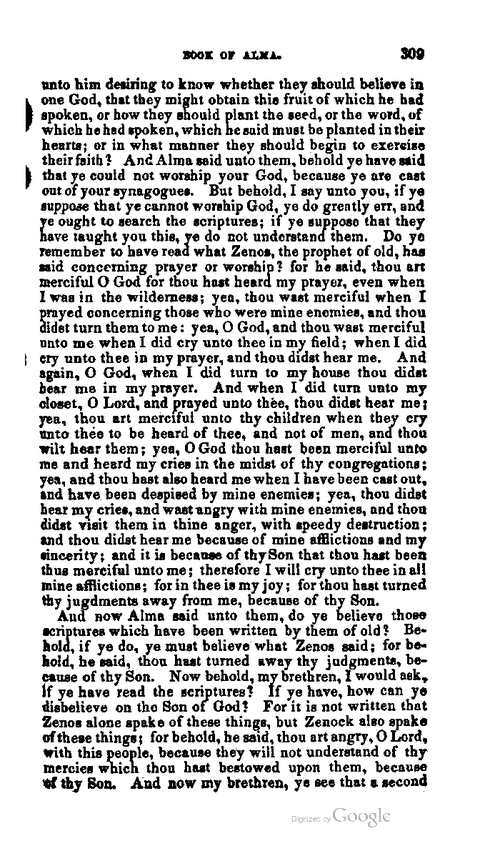 BOOK OF ALMA. 309
unto him desiring to know whether they should believe in
one God, that they might obtain this fruit of which he had
spoken, or how they should plant the seed, or the word, of
which he had spoken, which he said must be planted in their
hearts; or in what manner they should begin to exercise
their faith? And Alma said unto them, behold ye have said
that ye could not worship your God, because ye are cast
out of your synagogues. But behold, I say unto you, if ye
suppose that ye cannot worship God, ye do greatly err, and
ye ought to search the scriptures; if ye suppose that they
have taught you this, ye do not understand them. Do ye
remember to have read what Zenos, the prophet of old, has
said concerning prayer or worship? for he said, thou art
merciful O God for thou hast heard my prayer, even when
I was in the wilderness; yea, thou wast merciful when I
prayed concerning those who were mine enemies, and thou
didst turn them to me: yea, O God, and thou wast merciful
unto me when I did cry unto thee in my field; when I did
cry unto thee in my prayer, and thou didst hear me. And
again, O God, when I did turn to my house thou didst
hear me in my prayer. And when I did turn unto my
closet, O Lord, and prayed unto thee, thou didst hear me;
yea, thou art merciful unto thy children when they cry
unto thee to be heard of thee, and not of men, and thou
wilt hear them; yea, O God thou hast been merciful unto
me and heard my cries in the midst of thy congregations;
yea, and thou hast also heard me when I have been cast out,
and have been despised by mine enemies; yea, thou didst
hear my cries, and wast angry with mine enemies, and thou
didst visit them in thine anger, with speedy destruction;
and thou didst hear me because of mine afflictions and my
sincerity; and it is because of thy Son that thou hast been
thus merciful unto me; therefore I will cry unto thee in all
mine afflictions; for in thee is my joy; for thou hast turned
thy jugdments away from me, because of thy Son.
And now Alma said unto them, do ye believe those
scriptures which have been written by them of old? Be-
hold, if ye do, ye must believe what Zenos said; for be-
hold, he said, thou hast turned away thy judgments, be-
cause of thy Son. Now behold, my brethren, I would ask,
if ye have read the scriptures? If ye have, how can ye
disbelieve on the Son of God? For it is not written that
Zenos alone spake of these things, but Zenock also spake
of these things; for behold, he said, thou art angry, O Lord,
with this people, because they will not understand of thy
mercies which thou hast bestowed upon them, because
of thy Son. And now my brethren, ye see that a second
Digitized by Google